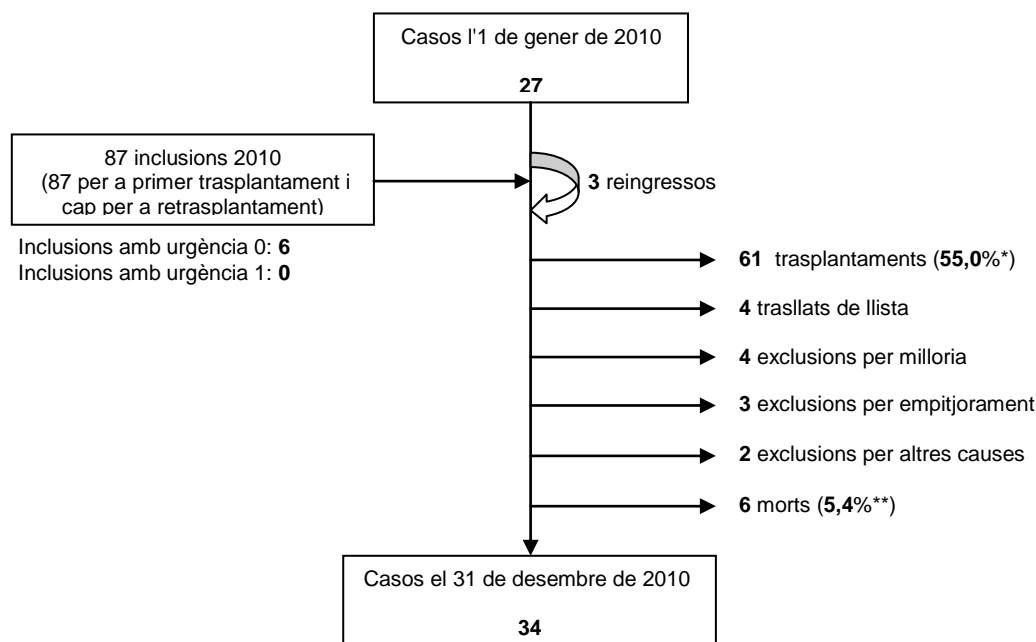 Casos l'1 de gener de 2010
27
87 inclusions 2010
(87 per a primer trasplantament i
cap per a retrasplantament)
3 reingressos
Inclusions amb urgència 0: 6
Inclusions amb urgència 1: 0
61 trasplantaments (55,0%*)
4 trasllats de llista
4 exclusions per milloria
3 exclusions per empitjorament
2 exclusions per altres causes
6 morts (5,4%**)
Casos el 31 de desembre de 2010
34